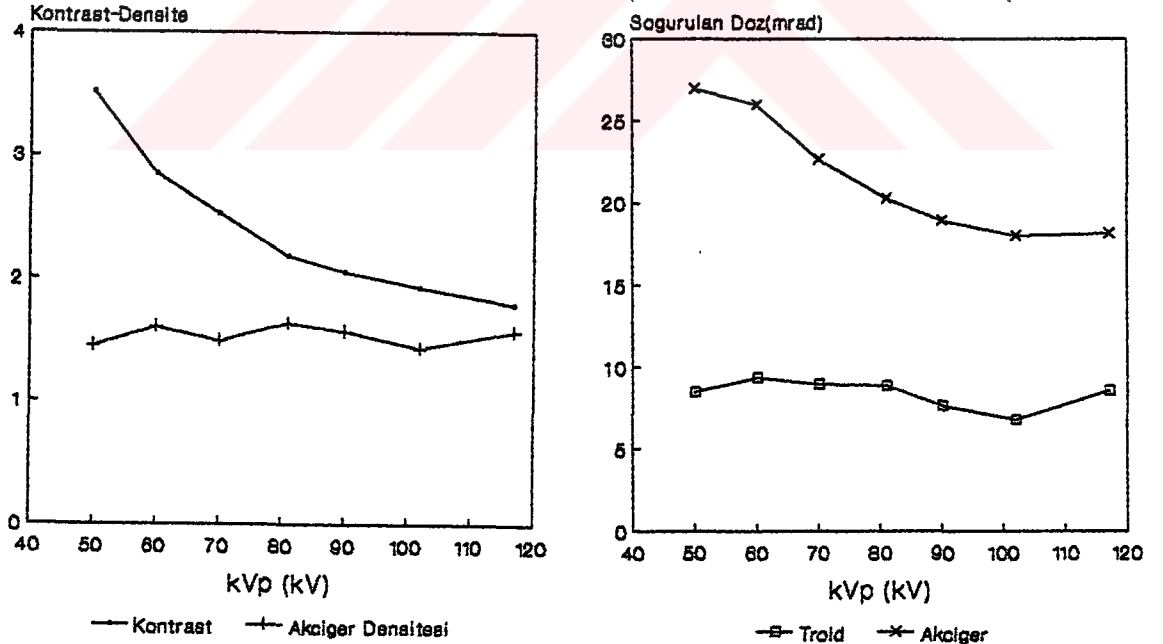 Kontrast-Densite
4
3
2
1
0
40 50 60 70 80 90 100 110 120
kVp (kV)
Kontrast Akciger Densitesi
Sogurulan Doz(mrad)
30
25
20
15
10
5
0
40 50 60 70 80 90 100 110 120
kVp (kV)
Troid Akciger